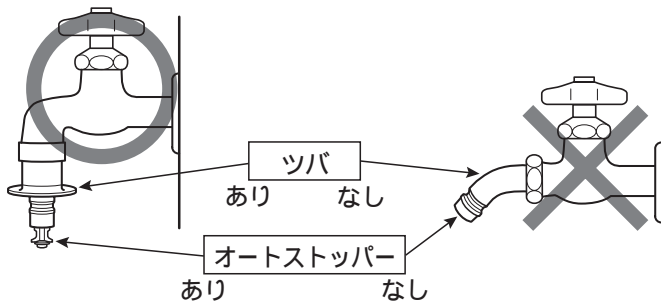 ツバ
あり なし
オートストッパー
あり なし